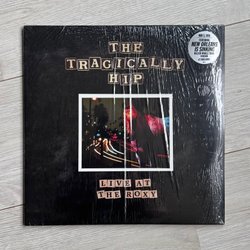 THE
TRAGICALLY
HIP
NEW ORLEANS
IS SINKING
LIVE AT
THE ROXY